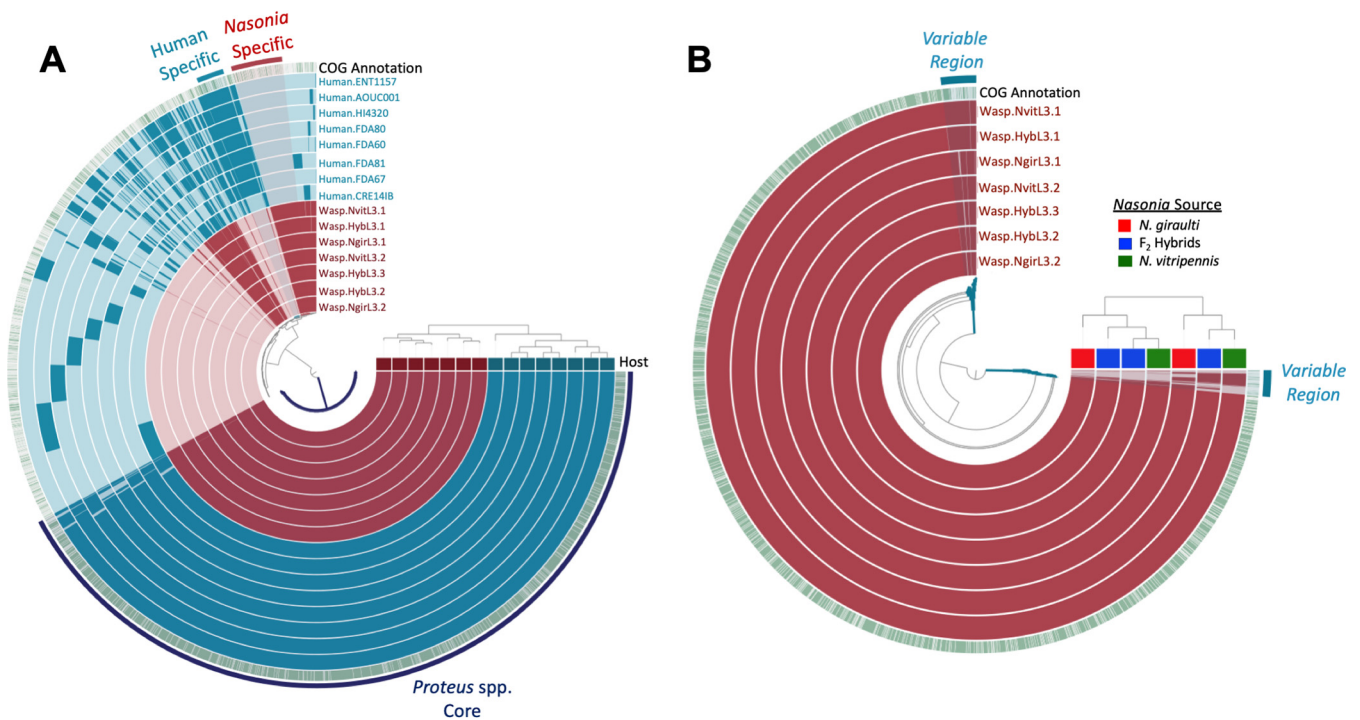 A
Human
Specific
Nasonia
Specific
COG Annotation
Human.ENT1157
Human.AOUC001
Human.HI4320
Human.FDA80
Human.FDA60
Human.FDA81
Human.FDA67
Human.CRE14IB
Wasp.NvitL3.1
Wasp.HybL3.1
Wasp.NgirL3.1
Wasp.NvitL3.2
Wasp.HybL3.3
Wasp.HybL3.2
Wasp.NgirL3.2
Host
Proteus spp.
Core
B
Variable
Region
COG Annotation
Wasp.NvitL3.1
Wasp.HybL3.1
Wasp.NgirL3.1
Wasp.NvitL3.2
Wasp.HybL3.3
Wasp.HybL3.2
Wasp.NgirL3.2
Nasonia Source
N. giraulti
F₂ Hybrids
N. vitripennis
Variable
Region